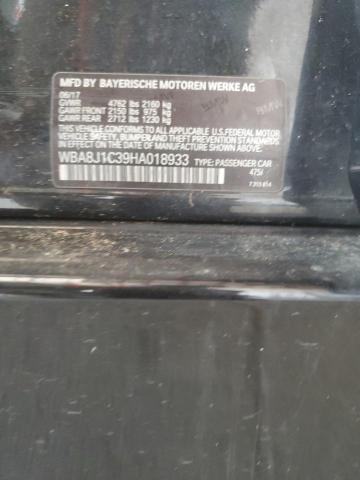 MFD BY BAYERISCHE MOTOREN WERKE AG
06/17
GVWR 4762 lbs 2160 kg
GAWR FRONT 2150 lbs 975 kg
GAWR REAR 2712 lbs 1230 kg
THIS VEHICLE CONFORMS TO ALL APPLICABLE U.S. FEDERAL MOTOR
VEHICLE SAFETY, BUMPER, AND THEFT PREVENTION STANDARDS
IN EFFECT ON THE DATE OF MANUFACTURE SHOWN ABOVE.
WBA8J1C39HA018933 TYPE: PASSENGER CAR
475/